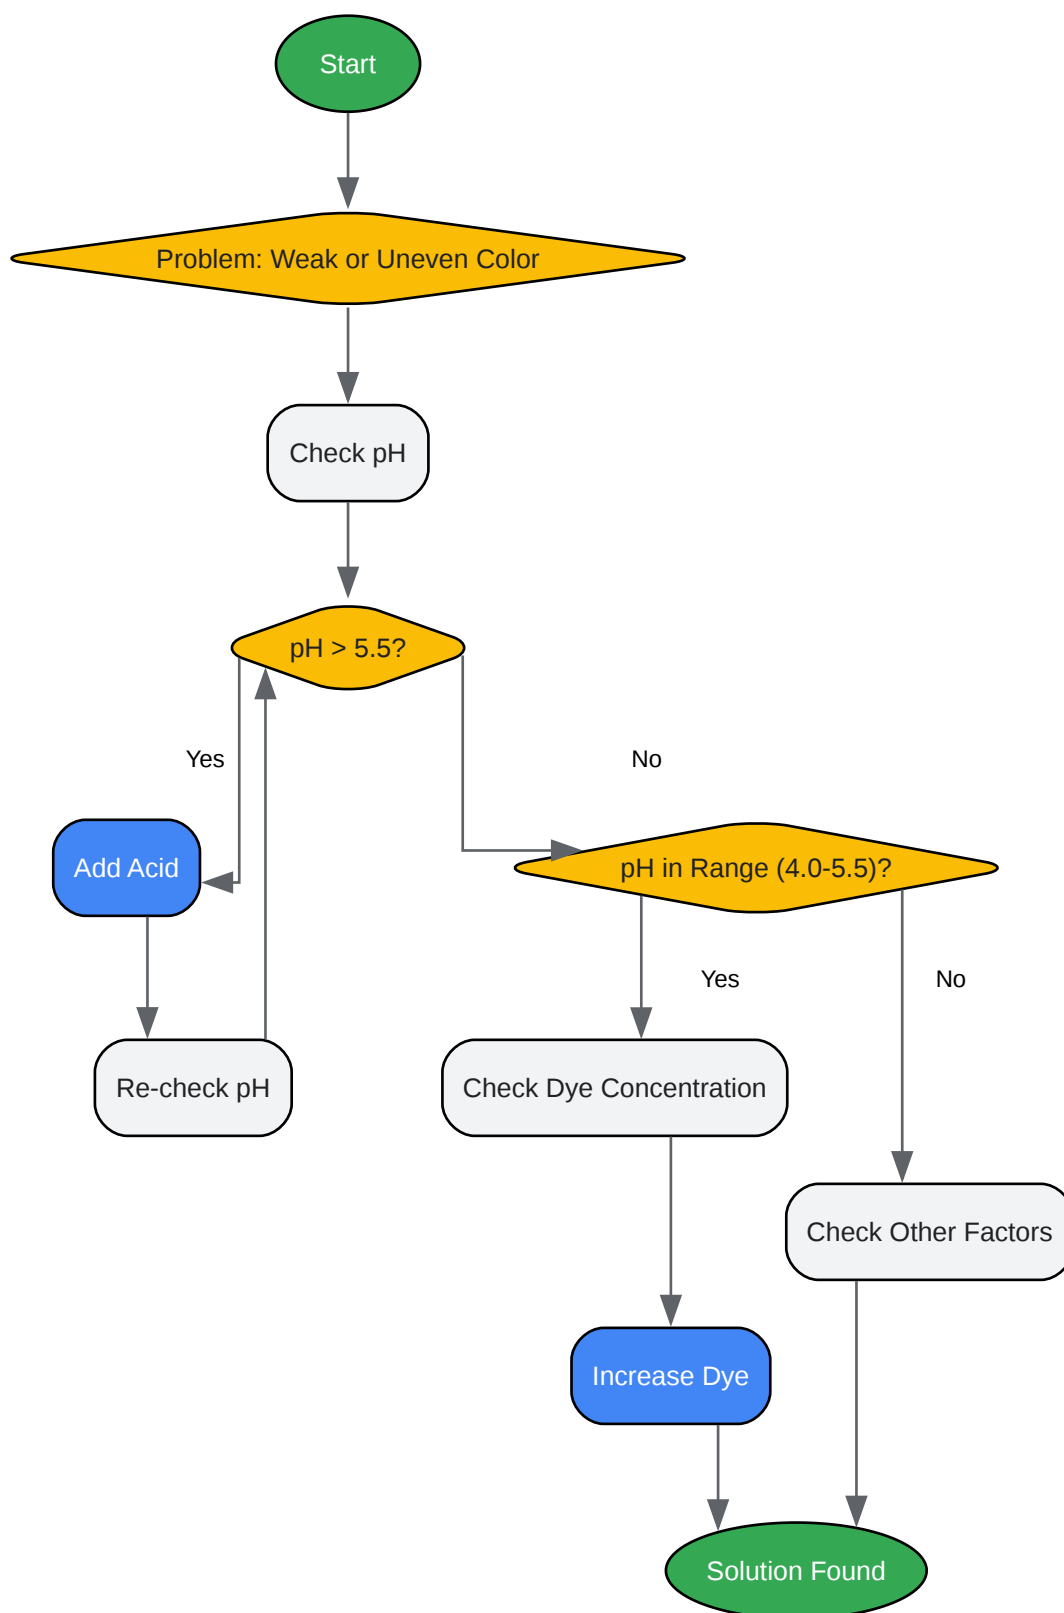 Start
Problem: Weak or Uneven Color
Check pH
pH > 5.5?
Yes
No
Add Acid
pH in Range (4.0-5.5)?
Yes
No
Re-check pH
Check Dye Concentration
Check Other Factors
Increase Dye
Solution Found